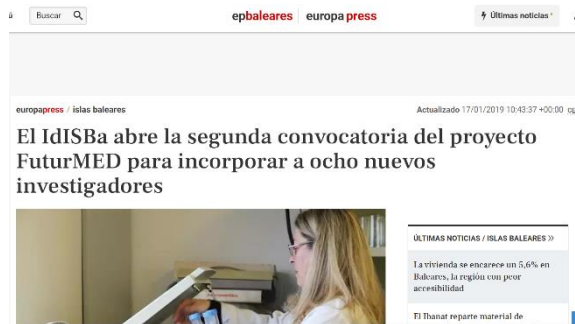 Buscar
epbaleares europapress
Últimas noticias
europapress / islas baleares
Actualizado 17/01/2019 10:43:37 +00:00
El IdISBa abre la segunda convocatoria del proyecto
FuturMED para incorporar a ocho nuevos
investigadores
ÚLTIMAS NOTICIAS / ISLAS BALEARES »
La vivienda se encarece un 5,6% en
Baleares, la región con peor
accesibilidad
El Ibanat reparte material de